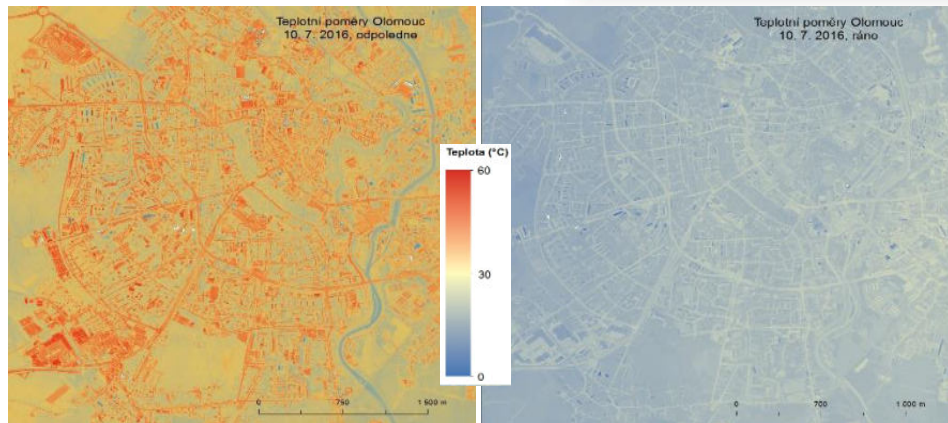 Teplotní poměry Olomouc
10. 7. 2016, odpoledne
Teplotní poměry Olomouc
10. 7. 2016, ráno
Teplota (°C)
60
30
0
0 750 1 500 m
0 700 1 000 m